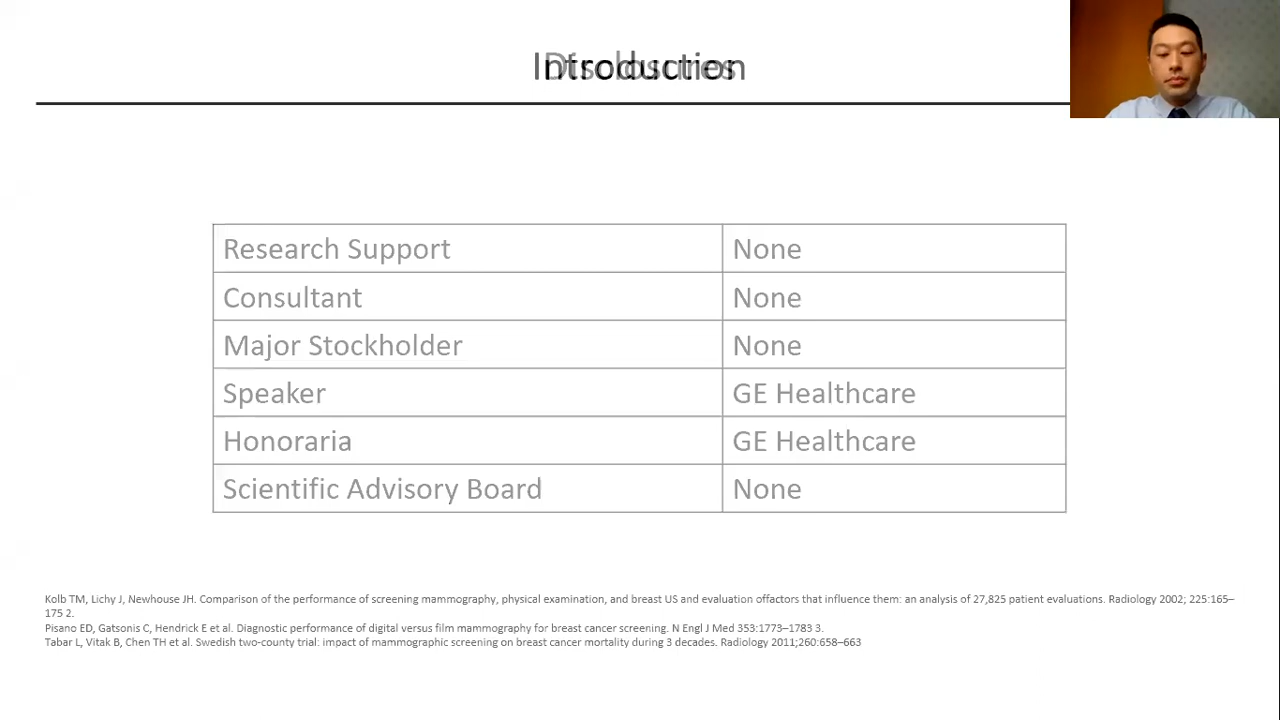 Introduction
Disclosures
Research Support None
Consultant None
Major Stockholder None
Speaker GE Healthcare
Honoraria GE Healthcare
Scientific Advisory Board None
Kolb TM, Lichy J, Newhouse JH. Comparison of the performance of screening mammography, physical examination, and breast US and evaluation offactors that influence them: an analysis of 27,825 patient evaluations. Radiology 2002; 225:165–
175 2.
Pisano ED, Gatsonis C, Hendrick E et al. Diagnostic performance of digital versus film mammography for breast cancer screening. N Engl J Med 353:1773–1783 3.
Tabar L, Vitak B, Chen TH et al. Swedish two-county trial: impact of mammographic screening on breast cancer mortality during 3 decades. Radiology 2011;260:658–663